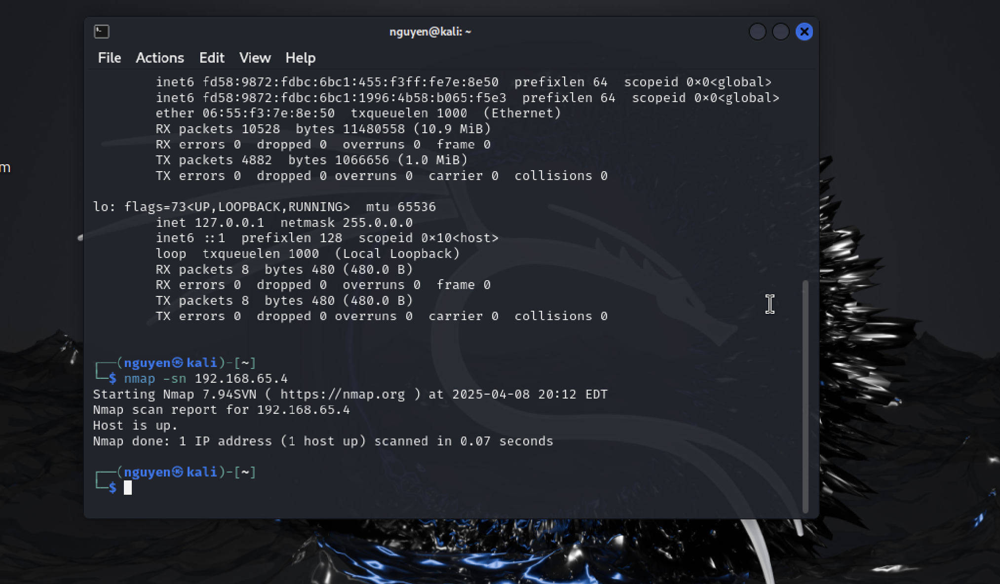 nguyen@kali: ~
File Actions Edit View Help
inet6 fd58:9872:fdbc:6bc1:455:f3ff:fe7e:8e50 prefixlen 64 scopeid 0×0<global>
inet6 fd58:9872:fdbc:6bc1:1996:4b58:b065:f5e3 prefixlen 64 scopeid 0×0<global>
ether 06:55:f3:7e:8e:50 txqueuelen 1000 (Ethernet)
RX packets 10528 bytes 11480558 (10.9 MiB)
RX errors 0 dropped 0 overruns 0 frame 0
TX packets 4882 bytes 1066656 (1.0 MiB)
TX errors 0 dropped 0 overruns 0 carrier 0 collisions 0
m
lo: flags=73<UP,LOOPBACK,RUNNING> mtu 65536
inet 127.0.0.1 netmask 255.0.0.0
inet6 ::1 prefixlen 128 scopeid 0×10<host>
loop txqueuelen 1000 (Local Loopback)
RX packets 8 bytes 480 (480.0 B)
RX errors 0 dropped 0 overruns 0 frame 0
TX packets 8 bytes 480 (480.0 B)
TX errors 0 dropped 0 overruns 0 carrier 0 collisions 0
┌──(nguyen㉿kali)-[~]
└─$ nmap -sn 192.168.65.4
Starting Nmap 7.94SVN ( https://nmap.org ) at 2025-04-08 20:12 EDT
Nmap scan report for 192.168.65.4
Host is up.
Nmap done: 1 IP address (1 host up) scanned in 0.07 seconds
┌──(nguyen㉿kali)-[~]
└─$